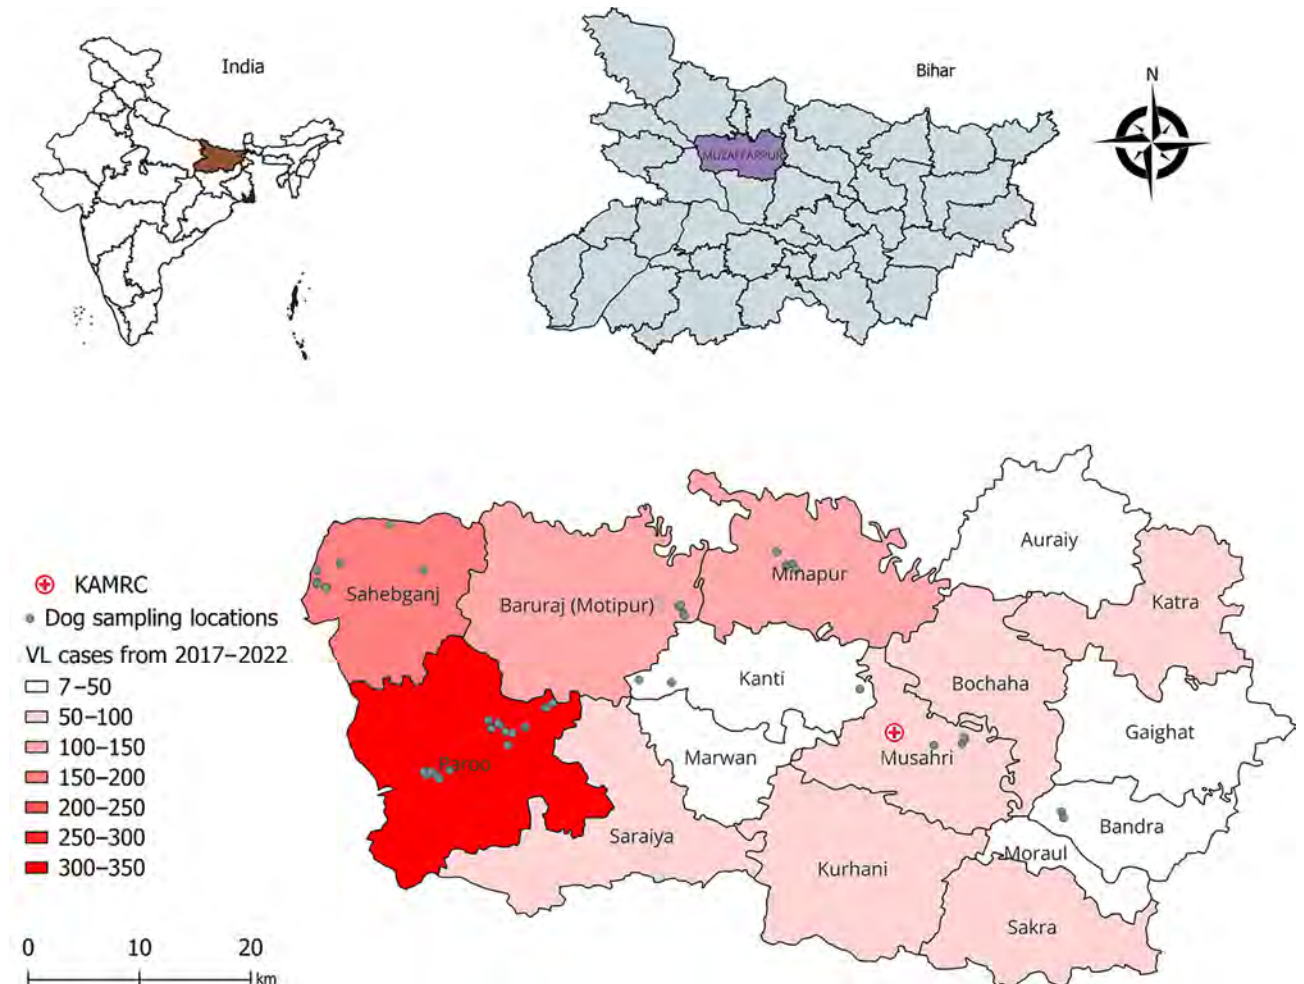 India
Bihar
N
MUZAFFARPUR
KAMRC
Dog sampling locations
VL cases from 2017–2022
7–50
50–100
100–150
150–200
200–250
250–300
300–350
0 10 20
km
Sahebganj
Baruraj (Motipur)
Minapur
Auraiy
Katra
Kanti
Bochaha
Gaighat
Marwan
Musahri
Paroo
Saraiya
Bandra
Moraul
Kurhani
Sakra